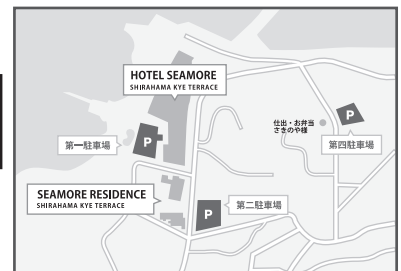 HOTEL SEAMORE
SHIRAHAMA KYE TERRACE
仕出・お弁当
さきのや様
P
P
第一駐車場
第四駐車場
SEAMORE RESIDENCE
SHIRAHAMA KYE TERRACE
P
第二駐車場